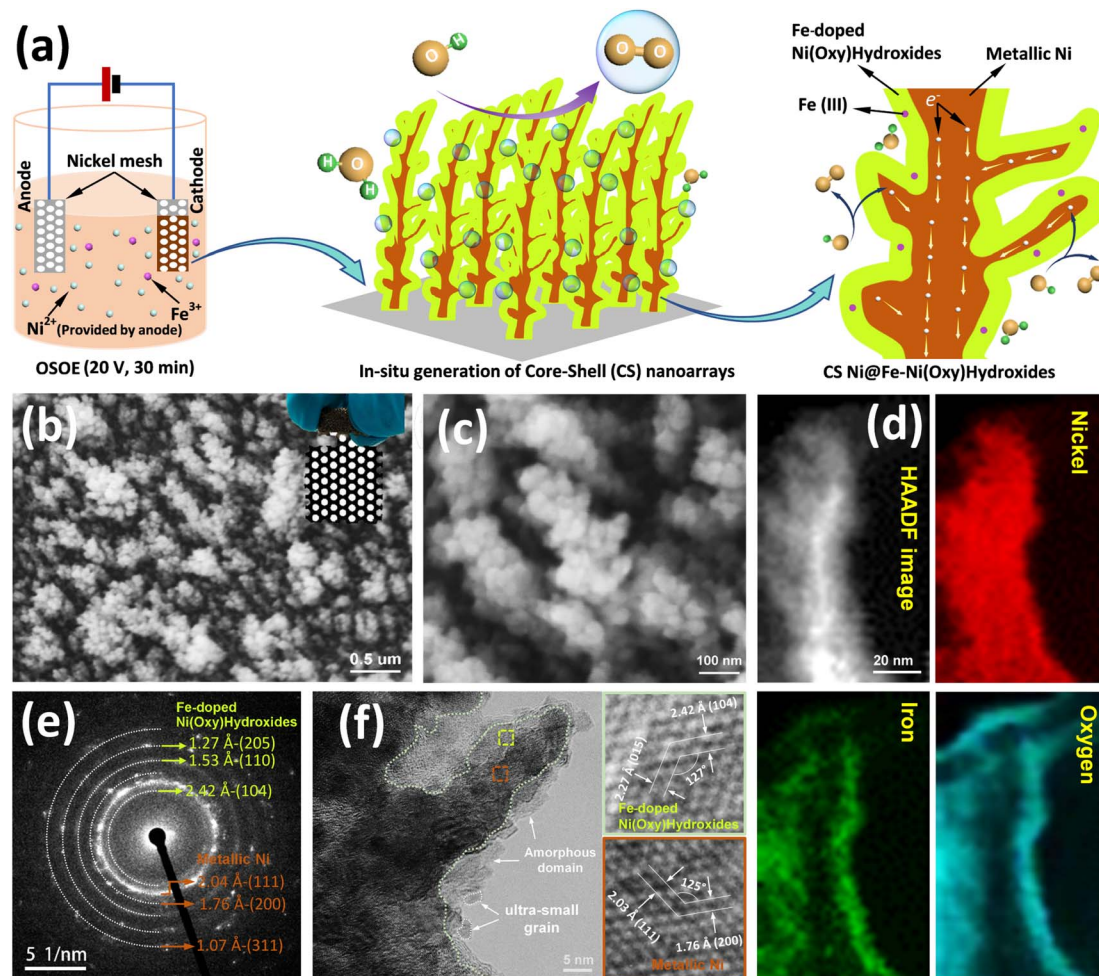 (a)
Anode
Nickel mesh
Cathode
Ni2+(Provided by anode)
Fe3+
OSOE (20 V, 30 min)
O H
O O
H O
H
In-situ generation of Core-Shell (CS) nanoarrays
Fe-doped
Ni(Oxy)Hydroxides
Metallic Ni
Fe (III)
e-
CS Ni@Fe-Ni(Oxy)Hydroxides
(b)
0.5 um
(c)
100 nm
(d)
HAADF image
20 nm
Nickel
(e)
Fe-doped
Ni(Oxy)Hydroxides
1.27 Å-(205)
1.53 Å-(110)
2.42 Å-(104)
Metallic Ni
2.04 Å-(111)
1.76 Å-(200)
1.07 Å-(311)
5 1/nm
(f)
Amorphous
domain
ultra-small
grain
5 nm
2.42 Å (104)
2.27 Å (015)
127°
Fe-doped
Ni(Oxy)Hydroxides
125°
2.03 Å (111)
1.76 Å (200)
Metallic Ni
Iron
Oxygen